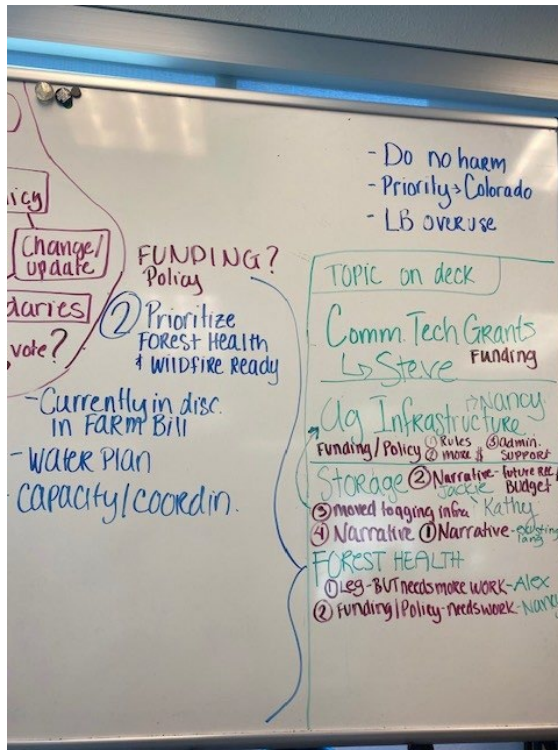 Change/
update
vote?
FUNDING?
Policy
② Prioritize
FOREST HEALTH
& WILDFIRE READY
- Currently in disc.
in FARM Bill
- WATER PLAN
- CAPACITY/COORDIN.
- Do no harm
- Priority → Colorado
- LB overuse
TOPIC on deck
Comm. Tech Grants
↳ Steve Funding
Ag Infrastructure → Nancy
Funding/Policy ① Rules ③ admin.
② more $ SUPPORT
Storage ② Narrative - future
Jackie Budget
③ moved to ag infra Kathy
④ Narrative ① Narrative - existing
lang
FOREST HEALTH
① Leg - BUT needs more work - Alex
② Funding/Policy - needs work - Nancy